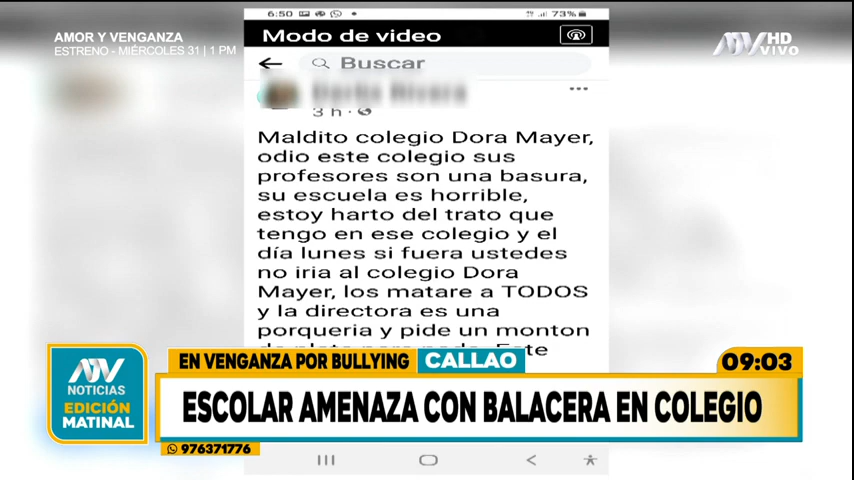 AMOR Y VENGANZA
ESTRENO - MIÉRCOLES 31 | 1 PM
6:50
73%
Modo de video
Buscar
3 h
Maldito colegio Dora Mayer,
odio este colegio sus
profesores son una basura,
su escuela es horrible,
estoy harto del trato que
tengo en ese colegio y el
día lunes si fuera ustedes
no iria al colegio Dora
Mayer, los matare a TODOS
y la directora es una
porqueria y pide un monton
ATV HD
VIVO
EN VENGANZA POR BULLYING
CALLAO
09:03
ATV
NOTICIAS
EDICIÓN
MATINAL
ESCOLAR AMENAZA CON BALACERA EN COLEGIO
976371776